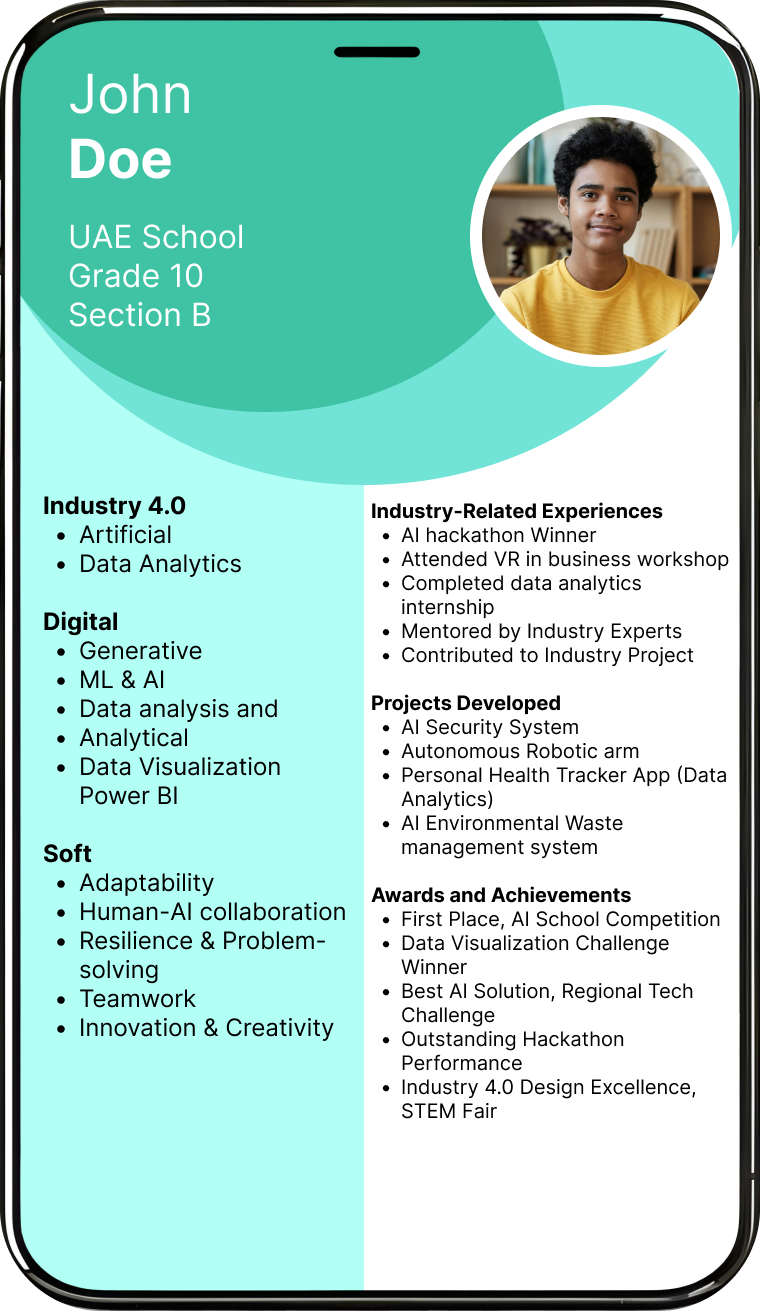 John
Doe
UAE School
Grade 10
Section B
Industry 4.0
• Artificial
• Data Analytics
Digital
• Generative
• ML & AI
• Data analysis and
• Analytical
• Data Visualization
Power BI
Soft
• Adaptability
• Human-AI collaboration
• Resilience & Problem-
solving
• Teamwork
• Innovation & Creativity
Industry-Related Experiences
• AI hackathon Winner
• Attended VR in business workshop
• Completed data analytics
internship
• Mentored by Industry Experts
• Contributed to Industry Project
Projects Developed
• AI Security System
• Autonomous Robotic arm
• Personal Health Tracker App (Data
Analytics)
• AI Environmental Waste
management system
Awards and Achievements
• First Place, AI School Competition
• Data Visualization Challenge
Winner
• Best AI Solution, Regional Tech
Challenge
• Outstanding Hackathon
Performance
• Industry 4.0 Design Excellence,
STEM Fair